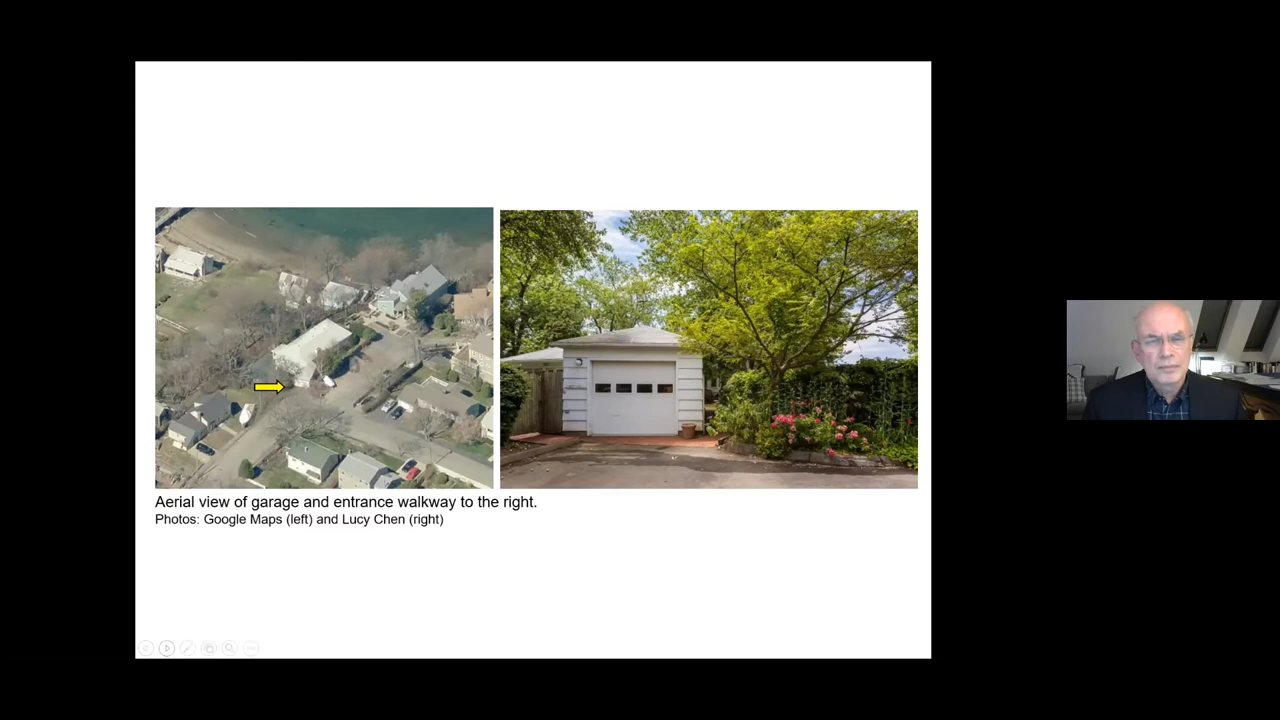 Aerial view of garage and entrance walkway to the right.
Photos: Google Maps (left) and Lucy Chen (right)